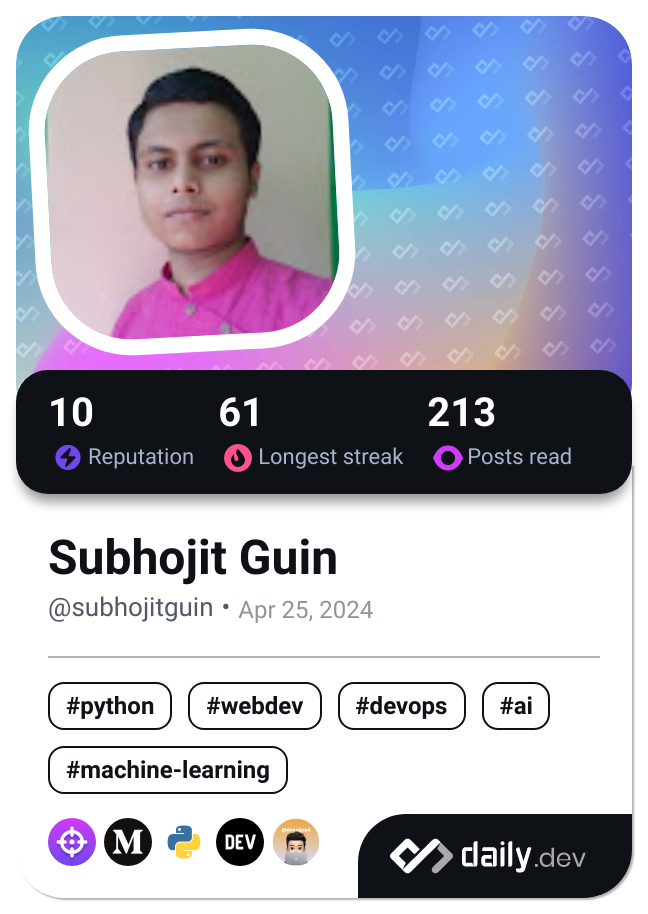 10 61 213
Reputation Longest streak Posts read
Subhojit Guin
@subhojitguin • Apr 25, 2024
#python #webdev #devops #ai
#machine-learning
M DEV
daily.dev